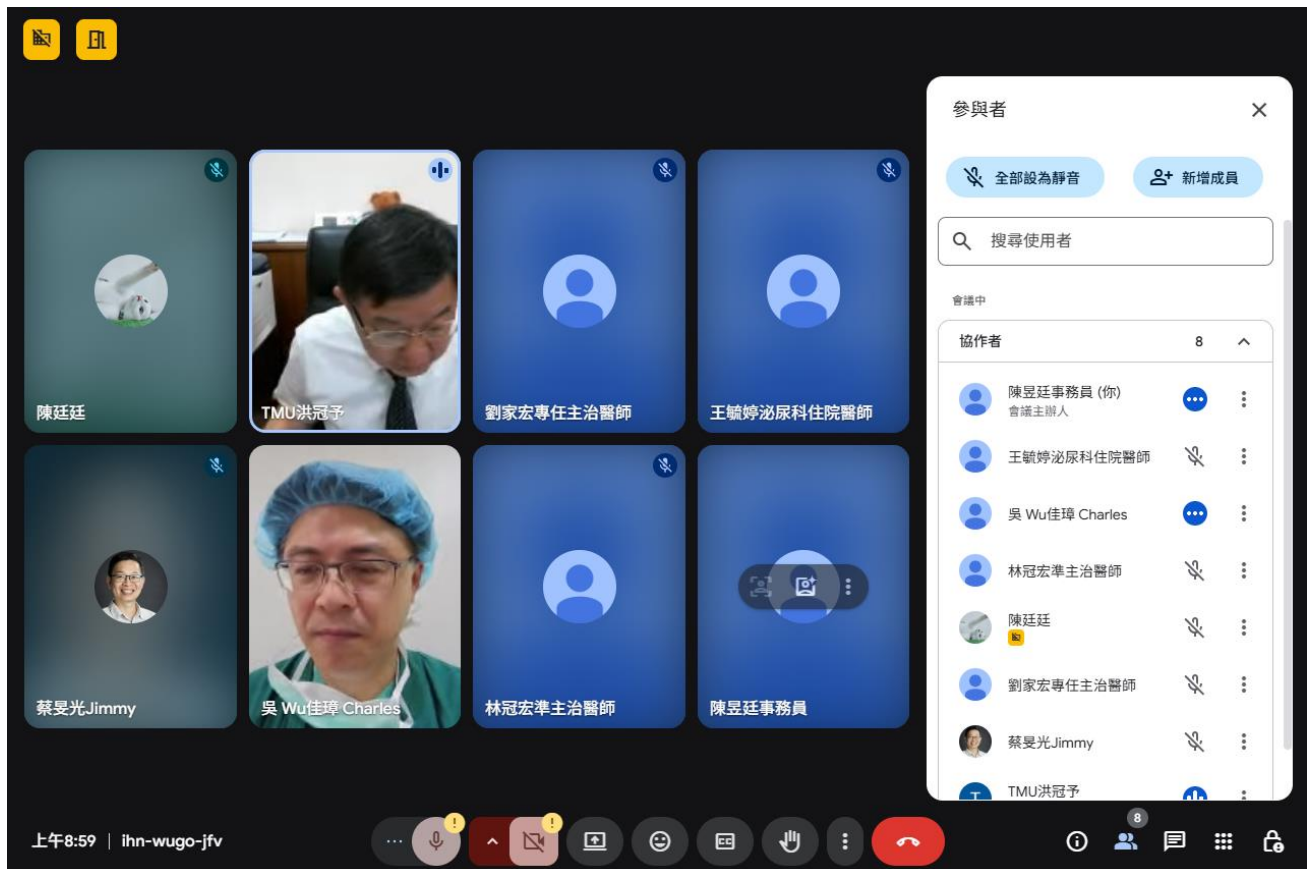 參與者
全部設為靜音
新增成員
搜尋使用者
會議中
協作者 8
陳昱廷事務員 (你)
會議主辦人
王毓婷泌尿科住院醫師
吳 Wu佳璋 Charles
林冠宏準主治醫師
陳廷廷
劉家宏專任主治醫師
蔡旻光Jimmy
T
TMU洪冠予
陳廷廷
TMU洪冠予
劉家宏專任主治醫師
王毓婷泌尿科住院醫師
蔡旻光Jimmy
吳 Wu佳璋 Charles
林冠宏準主治醫師
陳昱廷事務員
上午8:59 | ihn-wugo-jfv
8